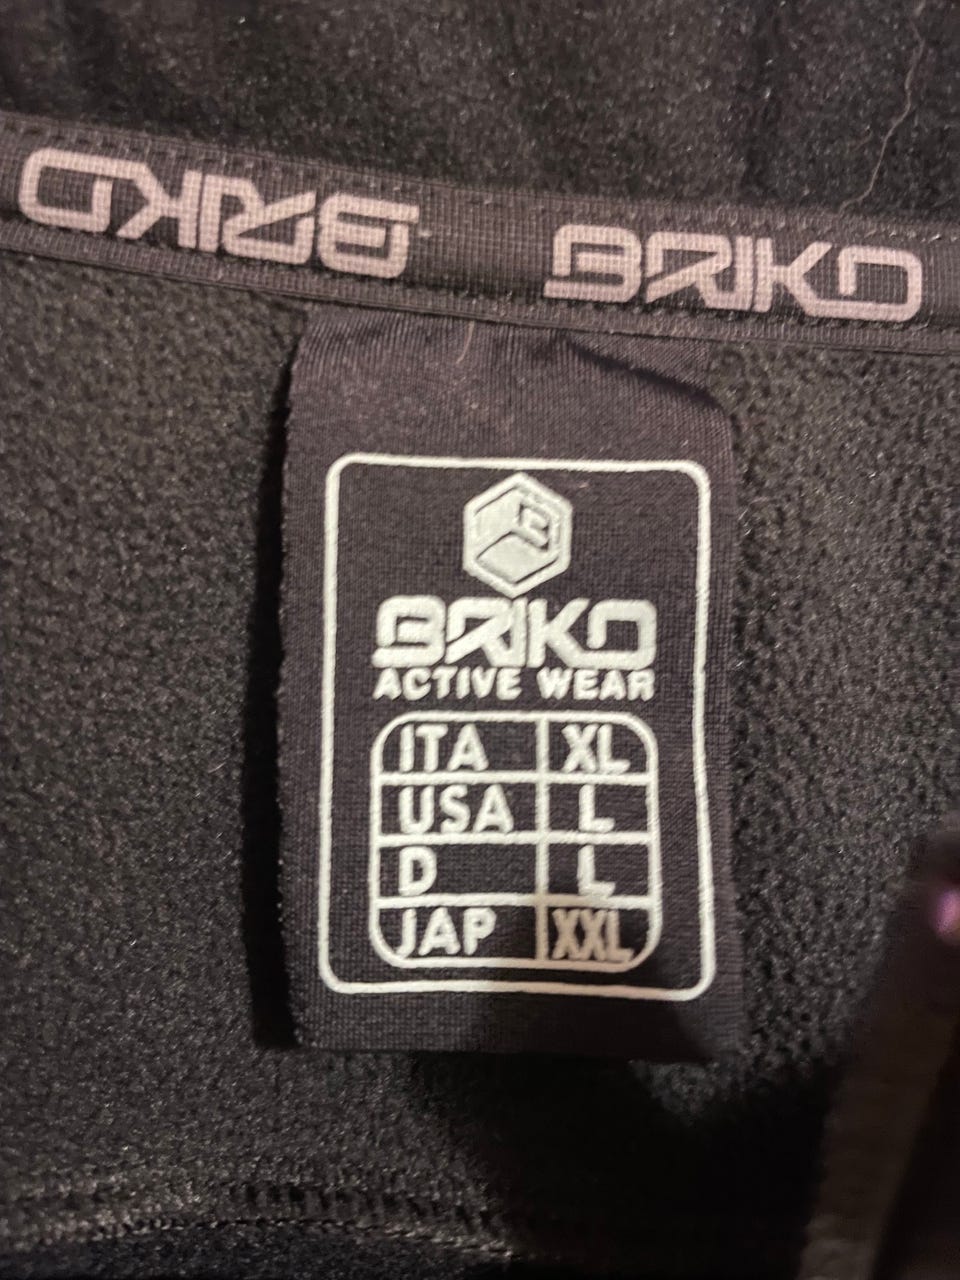 BRIKO BRIKO
BRIKO
ACTIVE WEAR
ITA XL
USA L
D L
JAP XXL